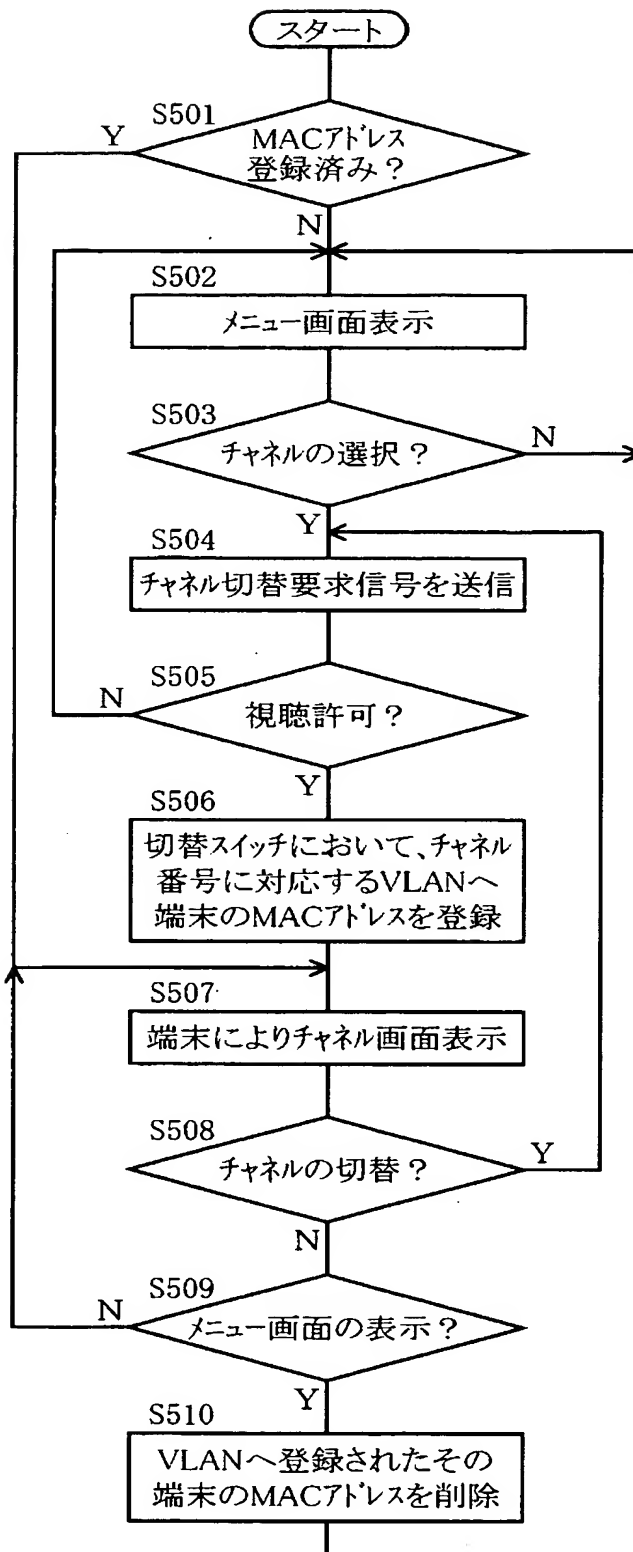 スタート
S501
Y
MACアドレス
登録済み？
N
S502
メニュー画面表示
S503
チャネルの選択？
N
Y
S504
チャネル切替要求信号を送信
S505
N
視聴許可？
Y
S506
切替スイッチにおいて、チャネル
番号に対応するVLANへ
端末のMACアドレスを登録
S507
端末によりチャネル画面表示
S508
チャネルの切替？
Y
N
S509
N
メニュー画面の表示？
Y
S510
VLANへ登録されたその
端末のMACアドレスを削除